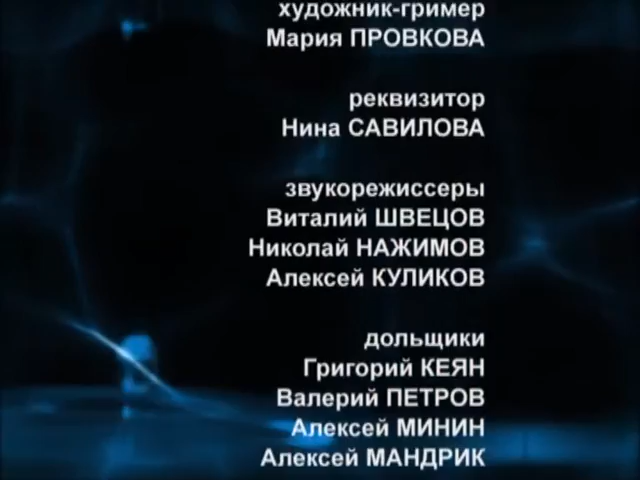 художник-гример
Мария ПРОВКОВА
реквизитор
Нина САВИЛОВА
звукорежиссеры
Виталий ШВЕЦОВ
Николай НАЖИМОВ
Алексей КУЛИКОВ
дольщики
Григорий КЕЯН
Валерий ПЕТРОВ
Алексей МИНИН
Алексей МАНДРИК